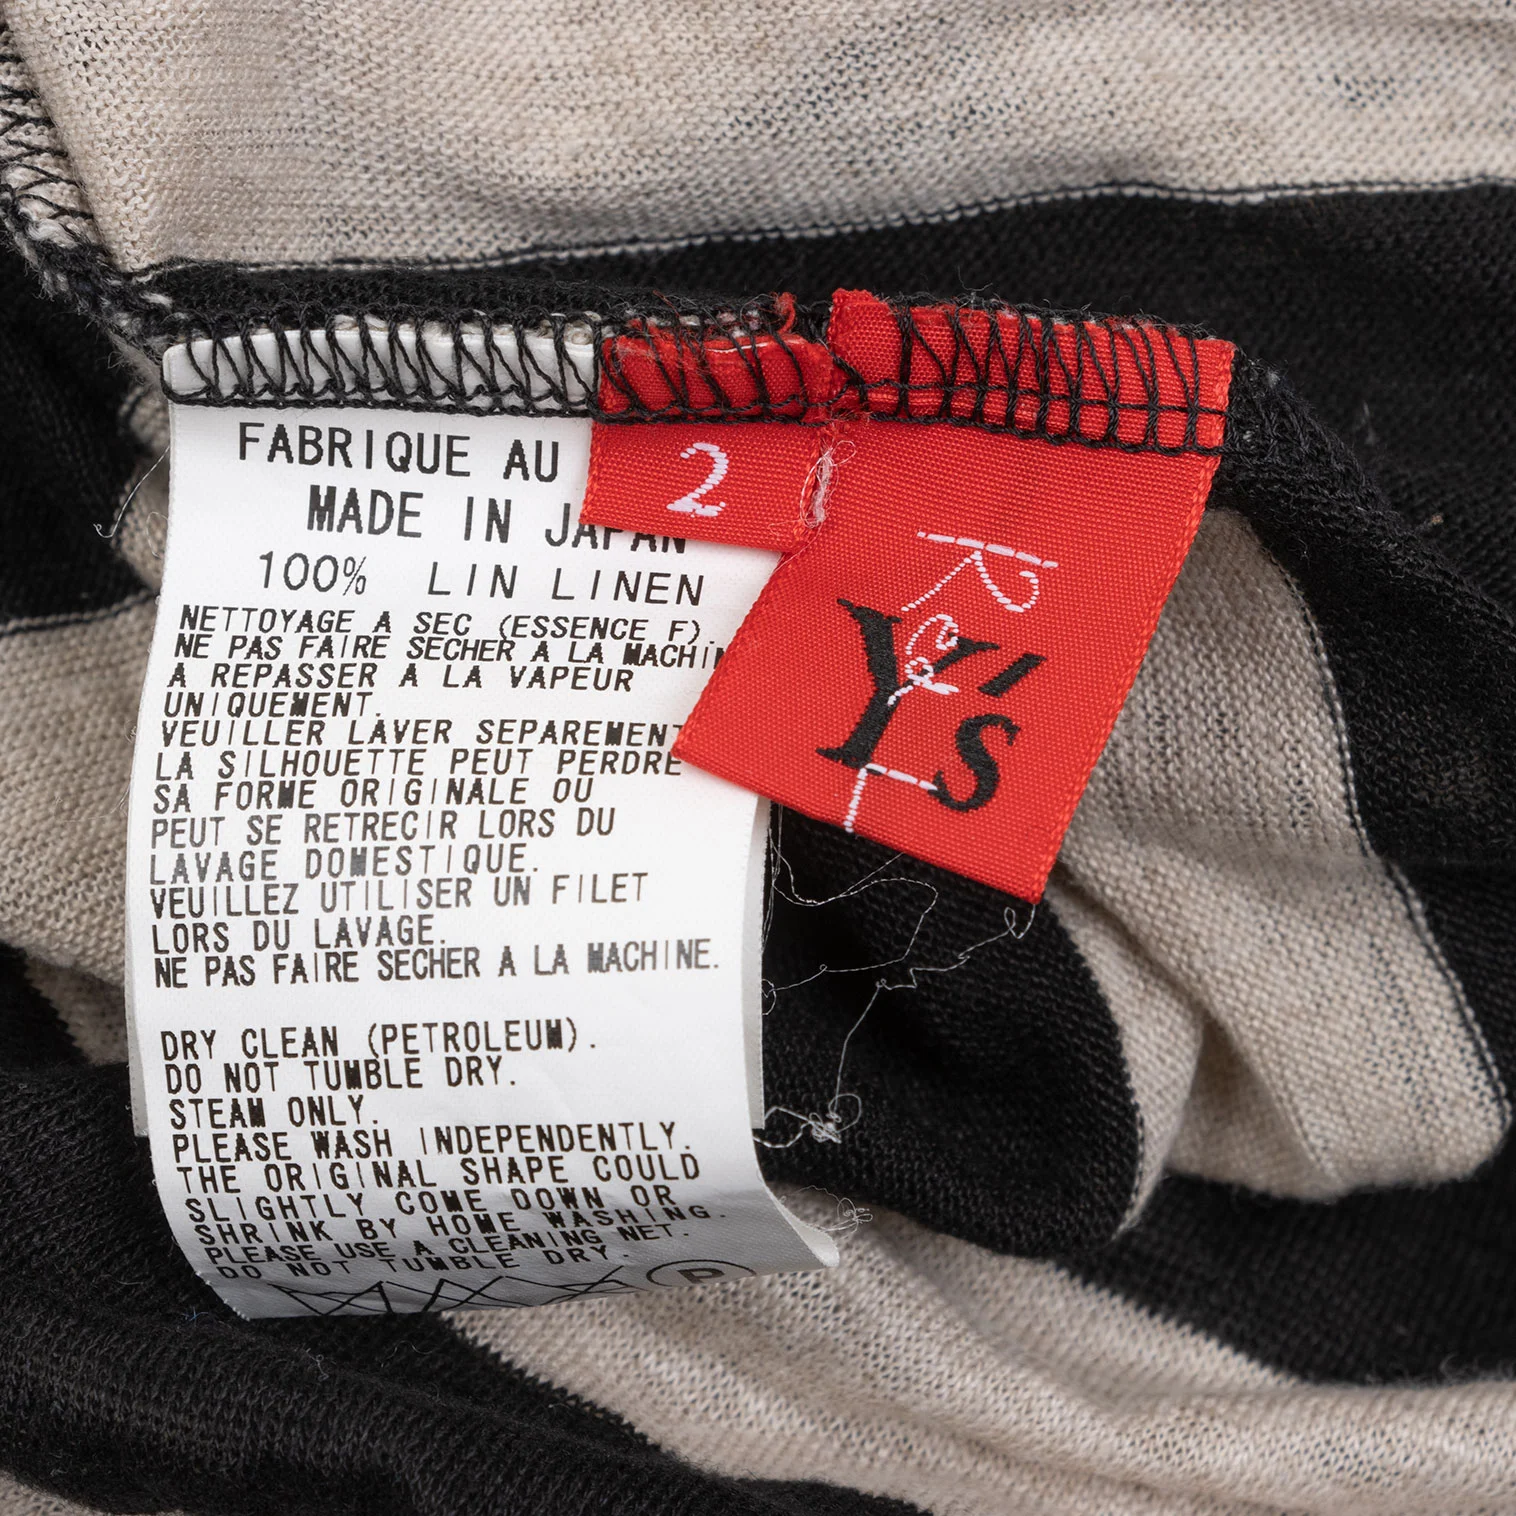 FABRIQUE AU
MADE IN JAPAN
100% LIN LINEN
NETTOYAGE A SEC (ESSENCE F).
NE PAS FAIRE SECHER A LA MACHIN
A REPASSER A LA VAPEUR
UNIQUEMENT.
VEUILLER LAVER SEPAREMENT
LA SILHOUETTE PEUT PERDRE
SA FORME ORIGINALE OU
PEUT SE RETRECIR LORS DU
LAVAGE DOMESTIQUE.
VEUILLEZ UTILISER UN FILET
LORS DU LAVAGE.
NE PAS FAIRE SECHER A LA MACHINE.
DRY CLEAN (PETROLEUM).
DO NOT TUMBLE DRY.
STEAM ONLY.
PLEASE WASH INDEPENDENTLY.
THE ORIGINAL SHAPE COULD
SLIGHTLY COME DOWN OR
SHRINK BY HOME WASHING.
PLEASE USE A CLEANING NET.
DO NOT TUMBLE DRY.
P
2
Red
Y's